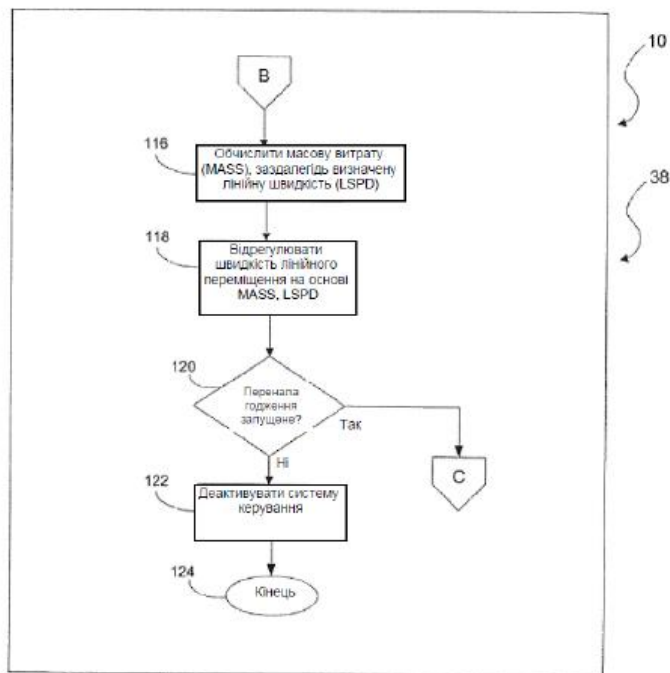 10
B
116
Обчислити масову витрату
(MASS), заздалегідь визначену
лінійну швидкість (LSPD)
38
118
Відрегулювати
швидкість лінійного
переміщення на основі
MASS, LSPD
120
Перенала
годження
запущене?
Так
Ні
C
122
Деактивувати систему
керування
124
Кінець